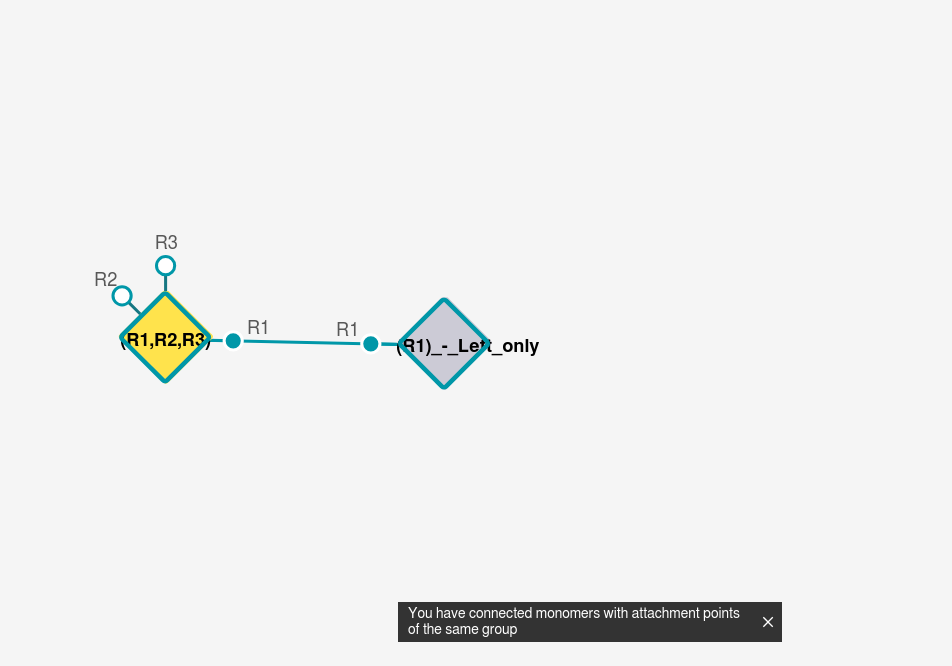 R3
R2
R1
R1
(R1,R2,R3)
(R1)_-_Left_only
You have connected monomers with attachment points
of the same group